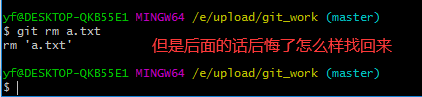 yf@DESKTOP-QKB55E1 MINGW64 /e/upload/git_work (master)
$ git rm a.txt
rm 'a.txt'
但是后面的话后悔了怎么样找回来
yf@DESKTOP-QKB55E1 MINGW64 /e/upload/git_work (master)
$